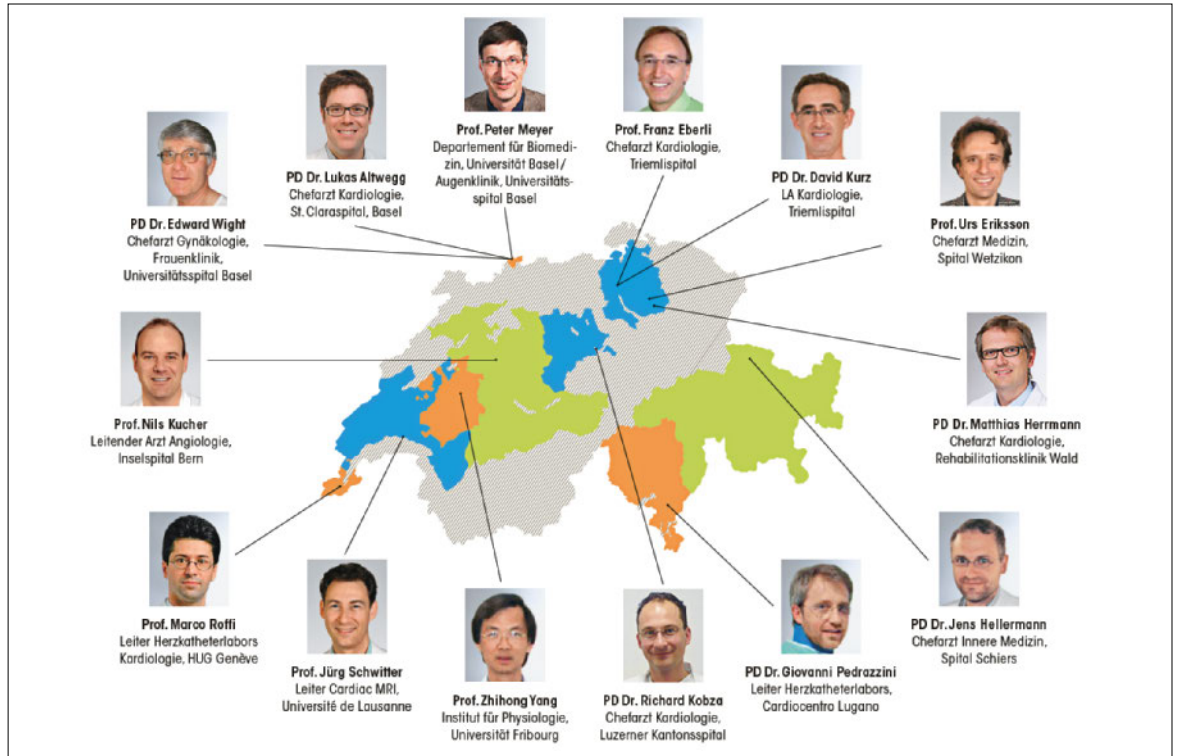 Prof. Peter Meyer
Departement für Biomedi-
zin, Universität Basel/
Augenklinik, Universitäts-
spital Basel
Prof. Franz Eberli
Chefarzt Kardiologie,
Triemlispital
PD Dr. Lukas Altwegg
Chefarzt Kardiologie,
St. Claraspital, Basel
PD Dr. David Kurz
LA Kardiologie,
Triemlispital
PD Dr. Edward Wight
Chefarzt Gynäkologie,
Frauenklinik,
Universitätsspital Basel
Prof. Urs Eriksson
Chefarzt Medizin,
Spital Wetzikon
Prof. Nils Kucher
Leitender Arzt Angiologie,
Inselspital Bern
PD Dr. Matthias Herrmann
Chefarzt Kardiologie,
Rehabilitationsklinik Wald
Prof. Marco Roffi
Leiter Herzkatheterlabors
Kardiologie, HUG Genève
Prof. Jürg Schwitter
Leiter Cardiac MRI,
Université de Lausanne
Prof. Zhihong Yang
Institut für Physiologie,
Universität Fribourg
PD Dr. Richard Kobza
Chefarzt Kardiologie,
Luzerner Kantonsspital
PD Dr. Giovanni Pedrazzini
Leiter Herzkatheterlabors,
Cardiocentro Lugano
PD Dr. Jens Hellermann
Chefarzt Innere Medizin,
Spital Schiers